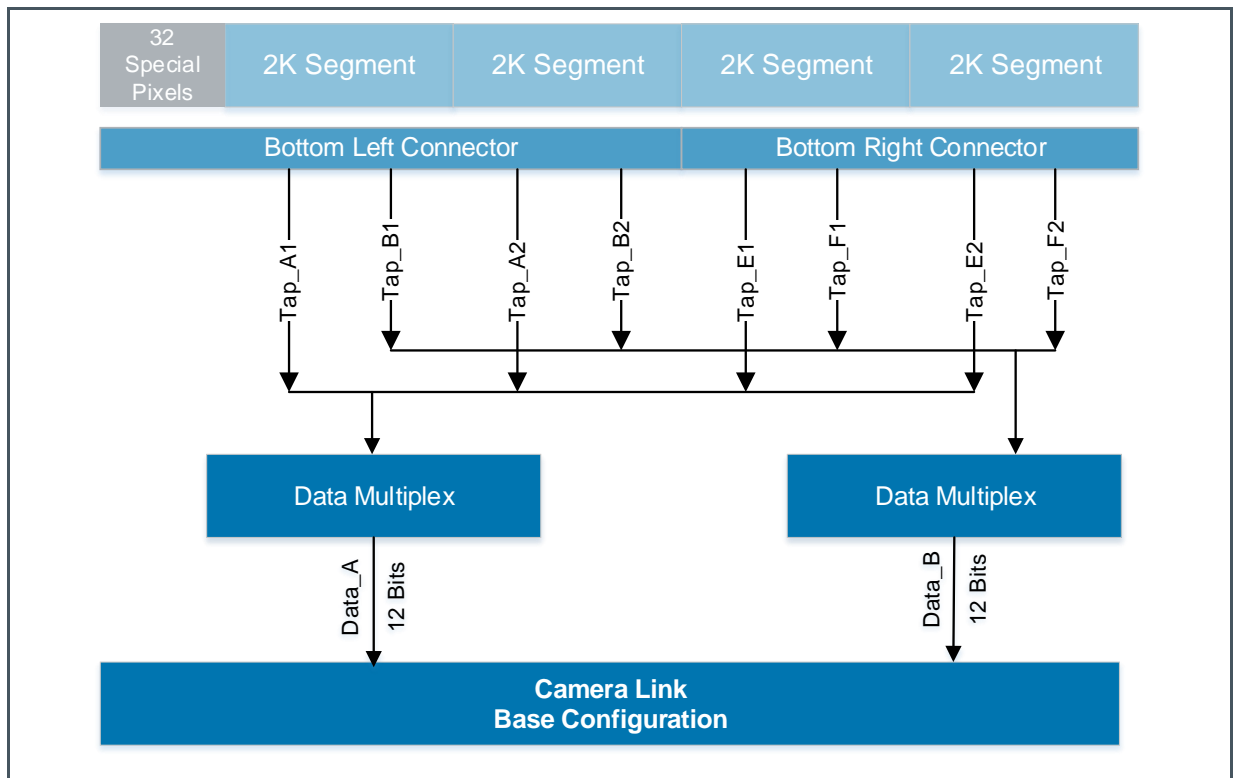 32
Special
Pixels
2K Segment
2K Segment
2K Segment
2K Segment
Bottom Left Connector
Bottom Right Connector
Tap_A1
Tap_B1
Tap_A2
Tap_B2
Tap_E1
Tap_F1
Tap_E2
Tap_F2
Data Multiplex
Data Multiplex
Data_A
12 Bits
Data_B
12 Bits
Camera Link
Base Configuration